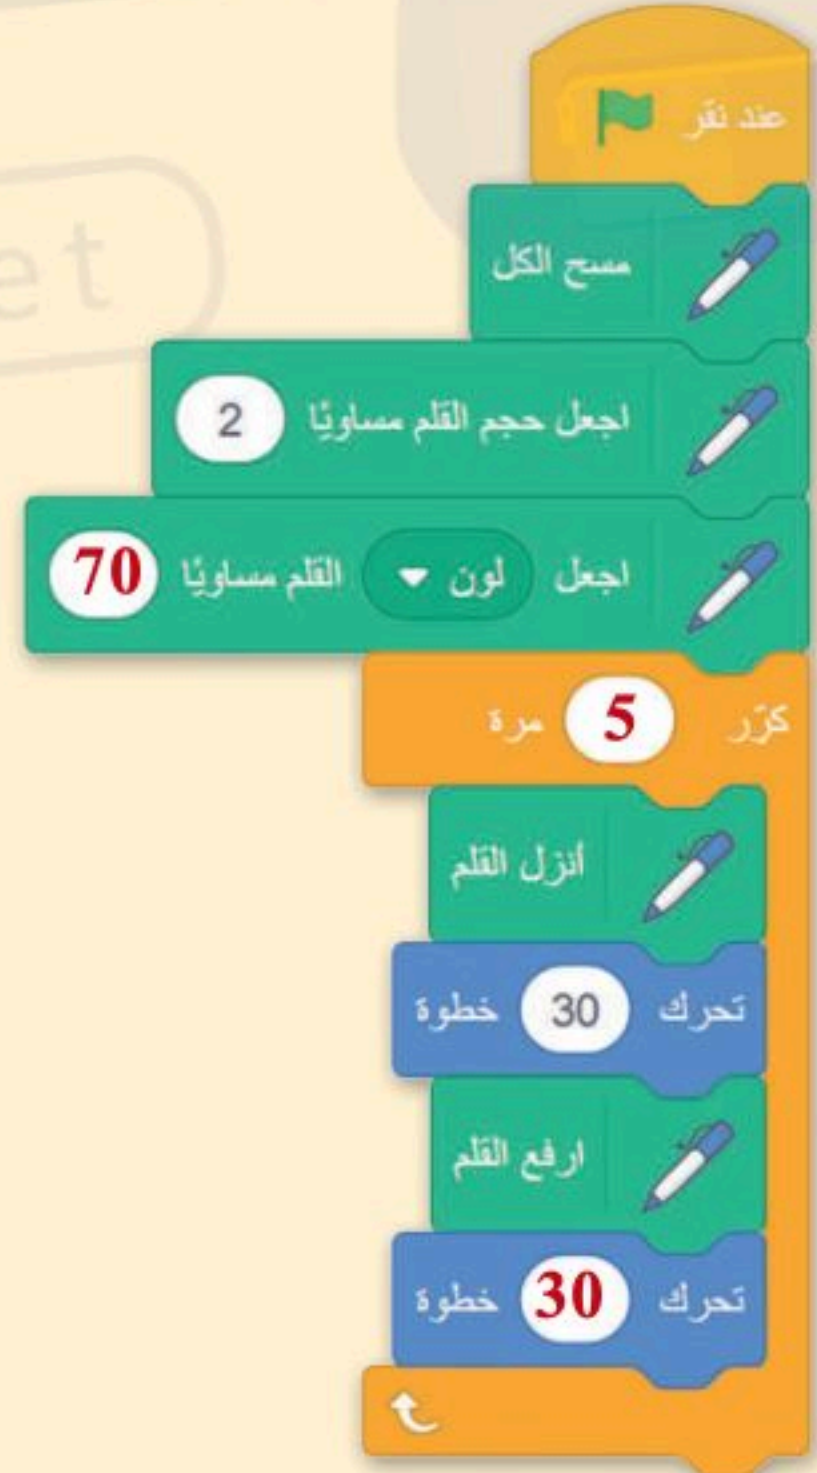 عند نقر
مسح الكل
اجعل حجم القلم مساويًا 2
اجعل لون القلم مساويًا 70
كرّر 5 مرة
أنزل القلم
تحرك 30 خطوة
ارفع القلم
تحرك 30 خطوة
et